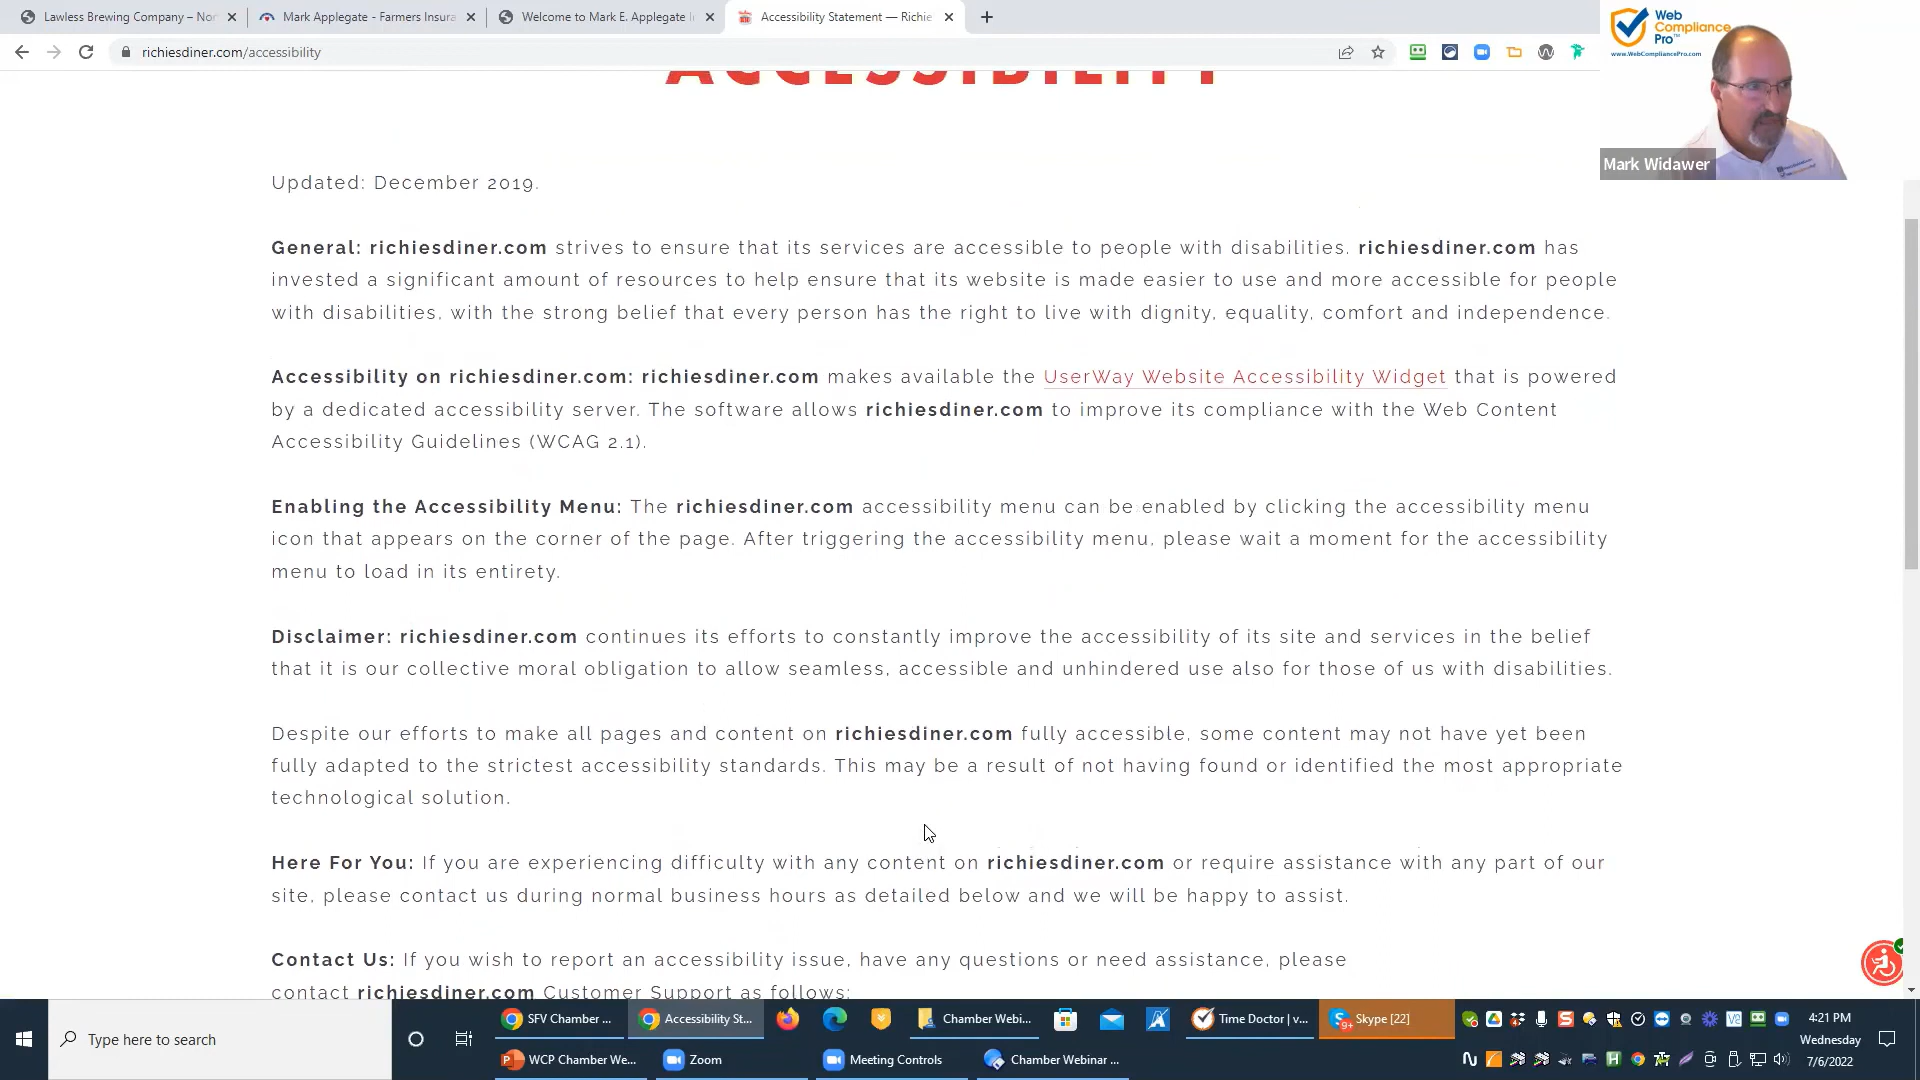 Lawless Brewing Company – Nor
Mark Applegate - Farmers Insura
Welcome to Mark E. Applegate I
Accessibility Statement — Richie
richiesdiner.com/accessibility
Web
Compliance
Pro™
www.WebCompliancePro.com
Mark Widawer
ACCESSIBILITY
Updated: December 2019.
General: richiesdiner.com strives to ensure that its services are accessible to people with disabilities. richiesdiner.com has
invested a significant amount of resources to help ensure that its website is made easier to use and more accessible for people
with disabilities, with the strong belief that every person has the right to live with dignity, equality, comfort and independence.
Accessibility on richiesdiner.com: richiesdiner.com makes available the UserWay Website Accessibility Widget that is powered
by a dedicated accessibility server. The software allows richiesdiner.com to improve its compliance with the Web Content
Accessibility Guidelines (WCAG 2.1).
Enabling the Accessibility Menu: The richiesdiner.com accessibility menu can be enabled by clicking the accessibility menu
icon that appears on the corner of the page. After triggering the accessibility menu, please wait a moment for the accessibility
menu to load in its entirety.
Disclaimer: richiesdiner.com continues its efforts to constantly improve the accessibility of its site and services in the belief
that it is our collective moral obligation to allow seamless, accessible and unhindered use also for those of us with disabilities.
Despite our efforts to make all pages and content on richiesdiner.com fully accessible, some content may not have yet been
fully adapted to the strictest accessibility standards. This may be a result of not having found or identified the most appropriate
technological solution.
Here For You: If you are experiencing difficulty with any content on richiesdiner.com or require assistance with any part of our
site, please contact us during normal business hours as detailed below and we will be happy to assist.
Contact Us: If you wish to report an accessibility issue, have any questions or need assistance, please
contact richiesdiner.com Customer Support as follows:
Type here to search
SFV Chamber ...
Accessibility St...
Chamber Webi...
Time Doctor | v...
9+
Skype [22]
WCP Chamber We...
Zoom
Meeting Controls
Chamber Webinar ...
4:21 PM
Wednesday
7/6/2022